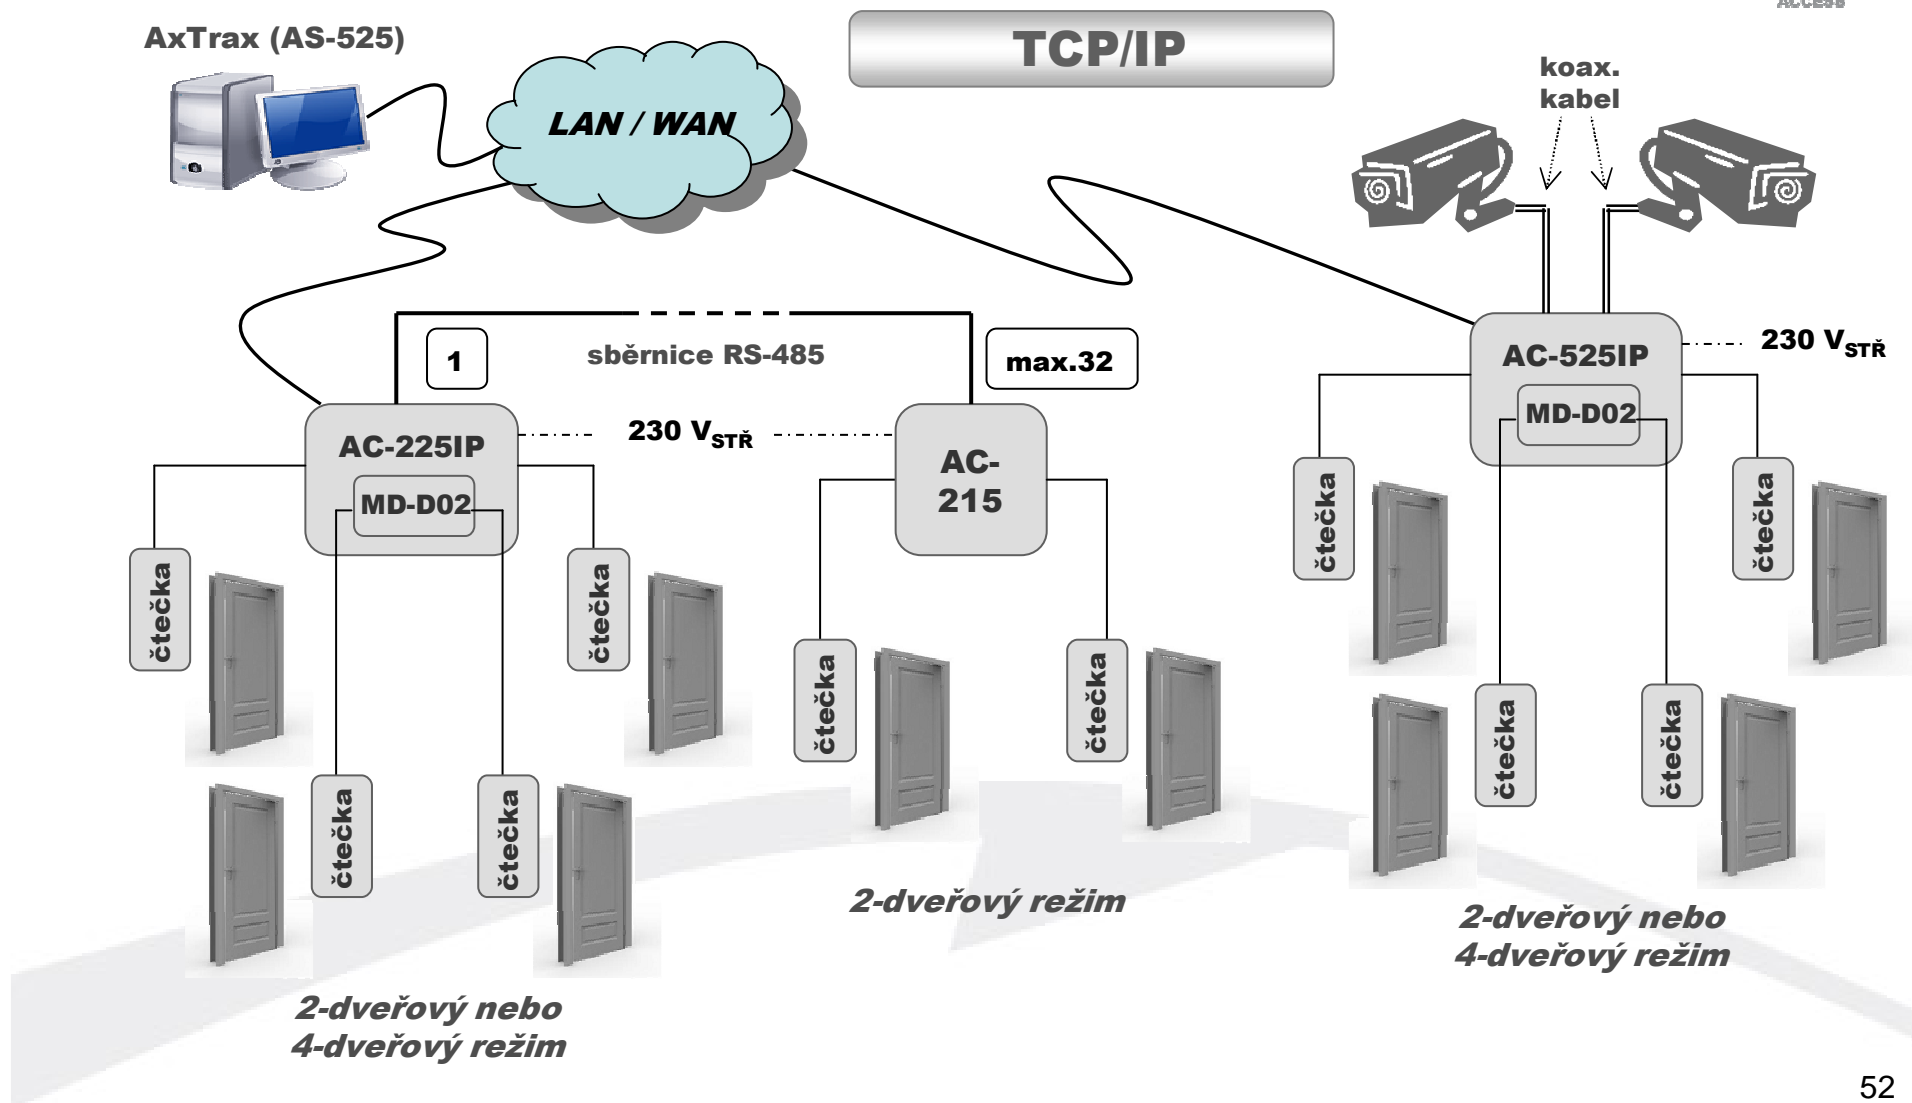 ACCESS
AxTrax (AS-525)
TCP/IP
koax.
kabel
LAN / WAN
1
sběrnice RS-485
max.32
AC-525IP
230 VSTŘ
MD-D02
230 VSTŘ
AC-225IP
MD-D02
AC-
215
čtečka
čtečka
čtečka
čtečka
čtečka
čtečka
čtečka
čtečka
čtečka
čtečka
2-dveřový režim
2-dveřový nebo
4-dveřový režim
2-dveřový nebo
4-dveřový režim
52